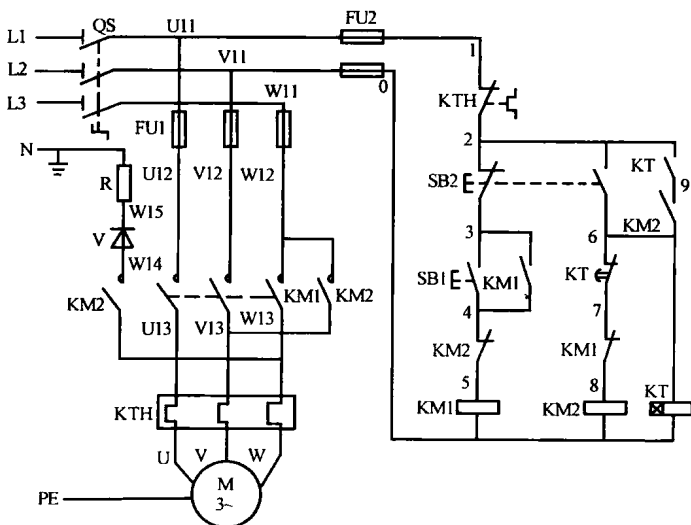 L1
QS
U11
FU2
1
L2
V11
0
L3
W11
KTH
FU1
2
N
R
U12
V12
W12
SB2
KT
9
W15
V
3
6
KM2
W14
KM2
U13
V13
W13
KM1
KM2
SB1
KM1
KT
4
7
KM2
KM1
5
8
KTH
KM1
KM2
KT
U
V
W
M
3~
PE